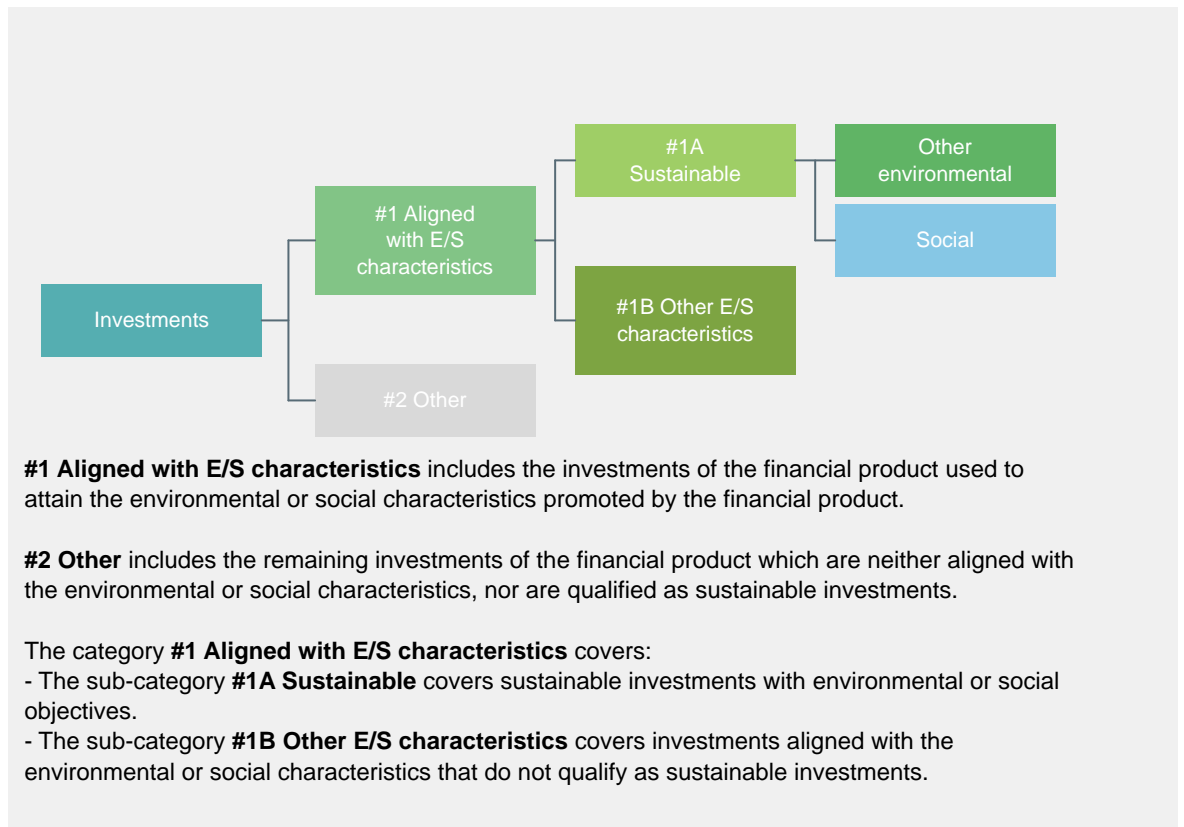 #1A
Sustainable
Other
environmental
#1 Aligned
with E/S
characteristics
Social
Investments
#1B Other E/S
characteristics
#2 Other
#1 Aligned with E/S characteristics includes the investments of the financial product used to
attain the environmental or social characteristics promoted by the financial product.
#2 Other includes the remaining investments of the financial product which are neither aligned with
the environmental or social characteristics, nor are qualified as sustainable investments.
The category #1 Aligned with E/S characteristics covers:
- The sub-category #1A Sustainable covers sustainable investments with environmental or social
objectives.
- The sub-category #1B Other E/S characteristics covers investments aligned with the
environmental or social characteristics that do not qualify as sustainable investments.